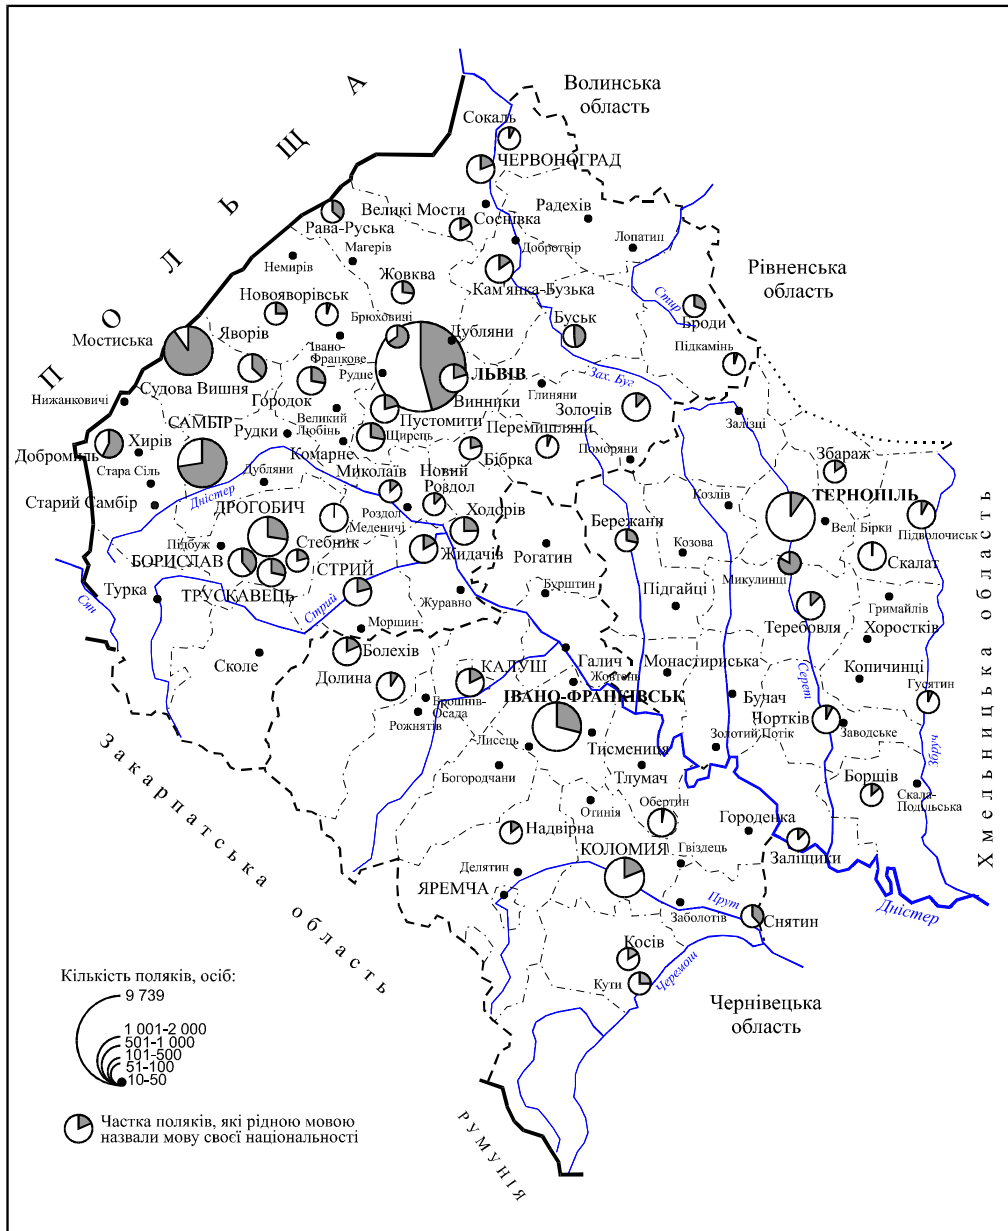 ПОЛЬЩА
Волинська
область
Сокаль
ЧЕРВОНОГРАД
Великі Мости
Соснівка
Радехів
Рава-Руська
Магерів
Немирів
Добротвір
Лопатин
Рівненська
область
Жовква
Кам'янка-Бузька
Стир
Броди
Новояворівськ
Брюховичі
Дубляни
Буськ
Підкамінь
Мостиська
Яворів
Івано-
Франкове
Рудне
ЛЬВІВ
Зах. Буг
Судова Вишня
Нижанковичі
Городок
Винники
Глиняни
Золочів
Великий
Любінь
Пустомити
Щирець
Перемишляни
Поморяни
Залізці
САМБІР
Рудки
Комарне
Бібрка
Хирів
Добромиль
Стара Сіль
Дубляни
Миколаїв
Новий
Роздол
Збараж
Старий Самбір
Дністер
Роздол
Ходорів
Козлів
ТЕРНОПІЛЬ
Вел. Бірки
Підволочиськ
ДРОГОБИЧ
Меденичі
Бережани
Підбуж
Стебник
Жидачів
Рогатин
Козова
Скалат
БОРИСЛАВ
ТРУСКАВЕЦЬ
СТРИЙ
Микулинці
Турка
Сян
Стрий
Журавно
Бурштин
Підгайці
Гримайлів
Теребовля
Хоростків
Моршин
Болехів
Сколе
Долина
КАЛУШ
Галич
Жовтень
Монастириська
Копичинці
Гусятин
Брошнів-
Осада
Рожнятів
ІВАНО-ФРАНКІВСЬК
Бучач
Серет
Чортків
Заводське
Лисець
Тисмениця
Золотий Потік
Збруч
Богородчани
Тлумач
Борщів
Скала-
Подільська
Отинія
Обертин
Городенка
Надвірна
Заліщики
КОЛОМИЯ
Гвіздець
Делятин
ЯРЕМЧА
Прут
Заболотів
Снятин
Дністер
Косів
Кути
Черемош
Чернівецька
область
Закарпатська область
Хмельницька область
РУМУНІЯ
Кількість поляків, осіб:
9 739
1 001-2 000
501-1 000
101-500
51-100
10-50
Частка поляків, які рідною мовою
назвали мову своєї національності